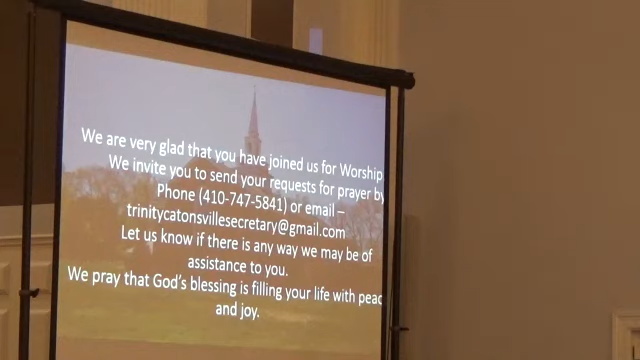 We are very glad that you have joined us for Worship
We invite you to send your requests for prayer by
Phone (410-747-5841) or email –
trinitycatonsvillesecretary@gmail.com
Let us know if there is any way we may be of
assistance to you.
We pray that God's blessing is filling your life with peac
and joy.